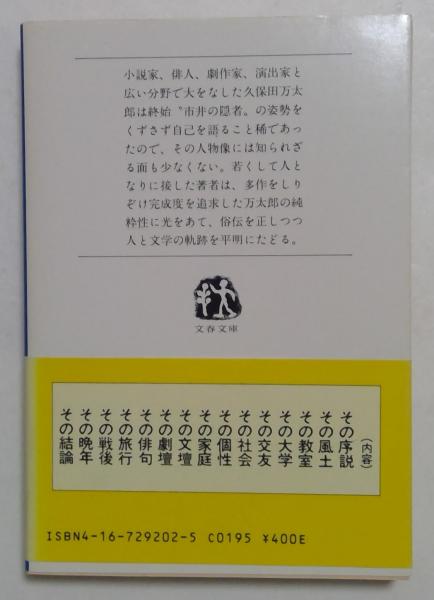 小説家、俳人、劇作家、演出家と
広い分野で大をなした久保田万太
郎は終始〝市井の隠者〟の姿勢を
くずさず自己を語ること稀であっ
たので、その人物像には知られざ
る面も少なくない。若くして人と
なりに接した著者は、多作をしり
ぞけ完成度を追求した万太郎の純
粋性に光をあて、俗伝を正しつつ
人と文学の軌跡を平明にたどる。
文春文庫
(内容)
その序説
その風土
その教室
その大学
その交友
その社会
その個性
その家庭
その文壇
その劇壇
その俳句
その旅行
その戦後
その晩年
その結論
ISBN4-16-729202-5 C0195 ¥400E